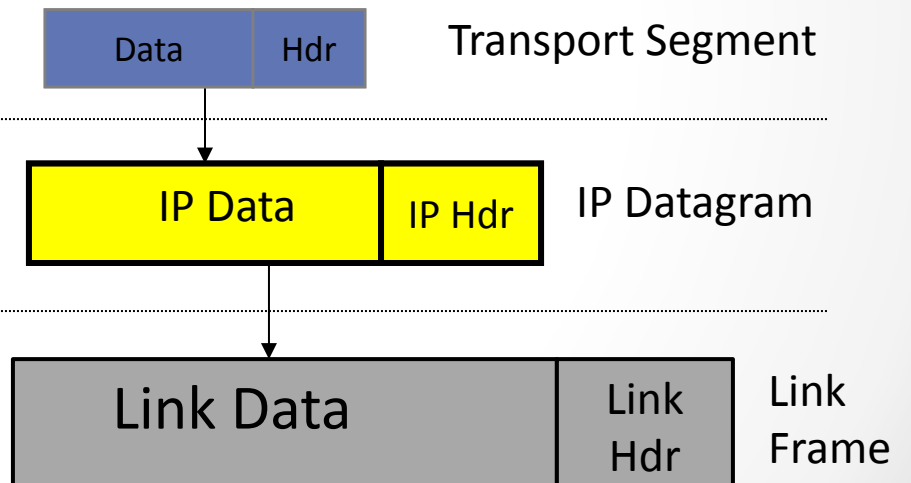 Data Hdr Transport Segment
IP Data IP Hdr IP Datagram
Link Data Link Link
Hdr Frame